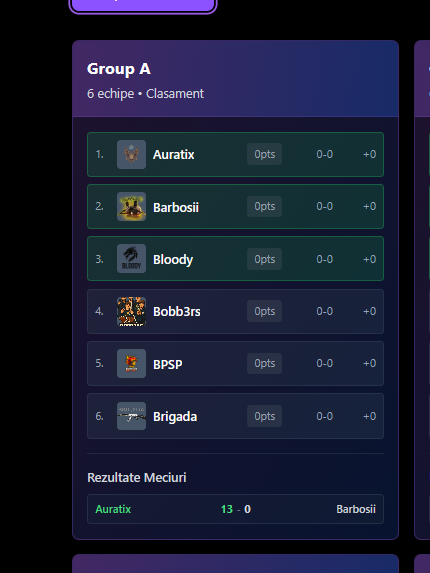 Group A
6 echipe • Clasament
1. Auratix 0pts 0-0 +0
2. Barbosii 0pts 0-0 +0
3. BLOODY Bloody 0pts 0-0 +0
4. Bobb3rs 0pts 0-0 +0
5. BPSP 0pts 0-0 +0
6. Brigada 0pts 0-0 +0
Rezultate Meciuri
Auratix 13 - 0 Barbosii